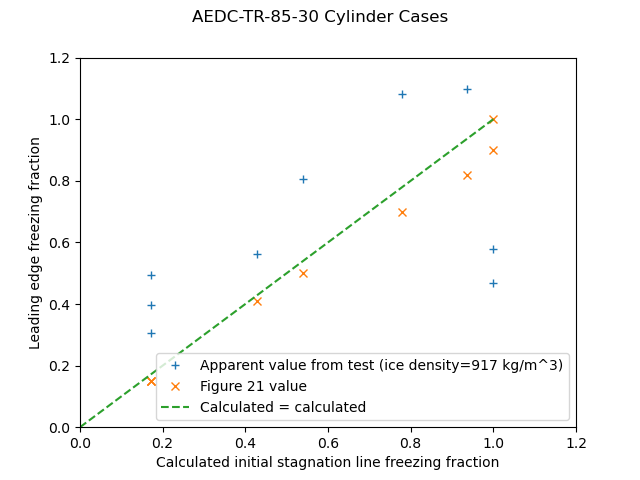 AEDC-TR-85-30 Cylinder Cases
1.2
1.0
0.8
0.6
0.4
0.2
0.0
Leading edge freezing fraction
Apparent value from test (ice density=917 kg/m^3)
Figure 21 value
Calculated = calculated
0.0 0.2 0.4 0.6 0.8 1.0 1.2
Calculated initial stagnation line freezing fraction